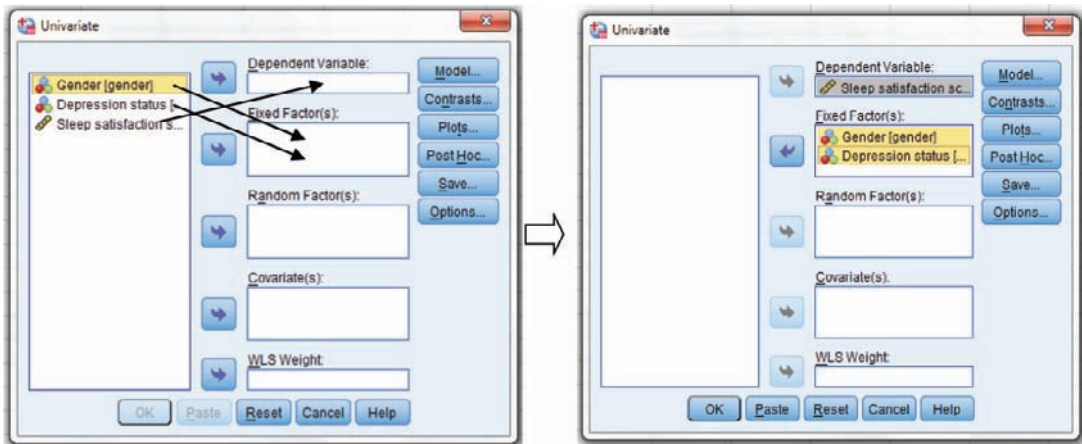 Univariate
Gender [gender]
Depression status [
Sleep satisfaction s...
Dependent Variable:
Fixed Factor(s):
Random Factor(s):
Covariate(s):
WLS Weight:
Model...
Contrasts...
Plots...
Post Hoc...
Save...
Options...
OK Paste Reset Cancel Help
Univariate
Dependent Variable:
Sleep satisfaction sc...
Fixed Factor(s):
Gender [gender]
Depression status [...
Random Factor(s):
Covariate(s):
WLS Weight:
Model...
Contrasts...
Plots...
Post Hoc...
Save...
Options...
OK Paste Reset Cancel Help